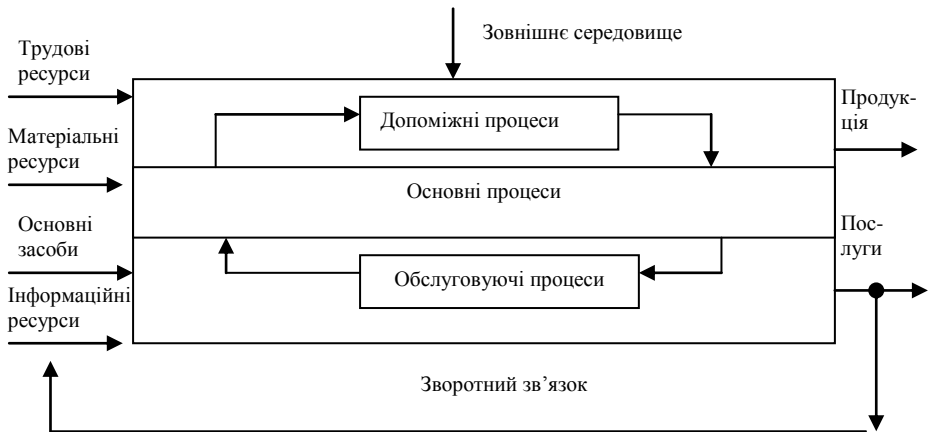 Зовнішнє середовище
Трудові
ресурси
Матеріальні
ресурси
Основні
засоби
Інформаційні
ресурси
Допоміжні процеси
Основні процеси
Обслуговуючі процеси
Продук-
ція
Пос-
луги
Зворотний зв’язок